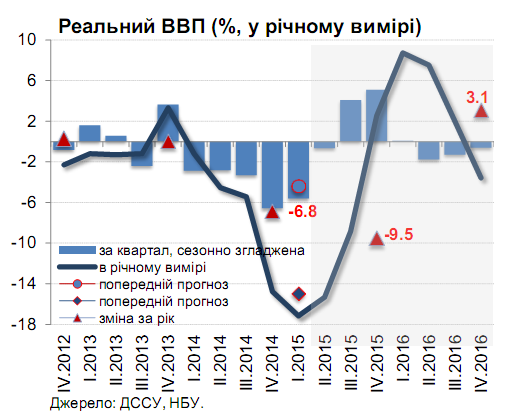 Реальний ВВП (%, у річному вимірі)
10
6
2
-2
-6
-10
-14
-18
3.1
-6.8
-9.5
за квартал, сезонно згладжена
в річному вимірі
попередній прогноз
попередній прогноз
зміна за рік
IV.2012
I.2013
II.2013
III.2013
IV.2013
I.2014
II.2014
III.2014
IV.2014
I.2015
II.2015
III.2015
IV.2015
I.2016
II.2016
III.2016
IV.2016
Джерело: ДССУ, НБУ.